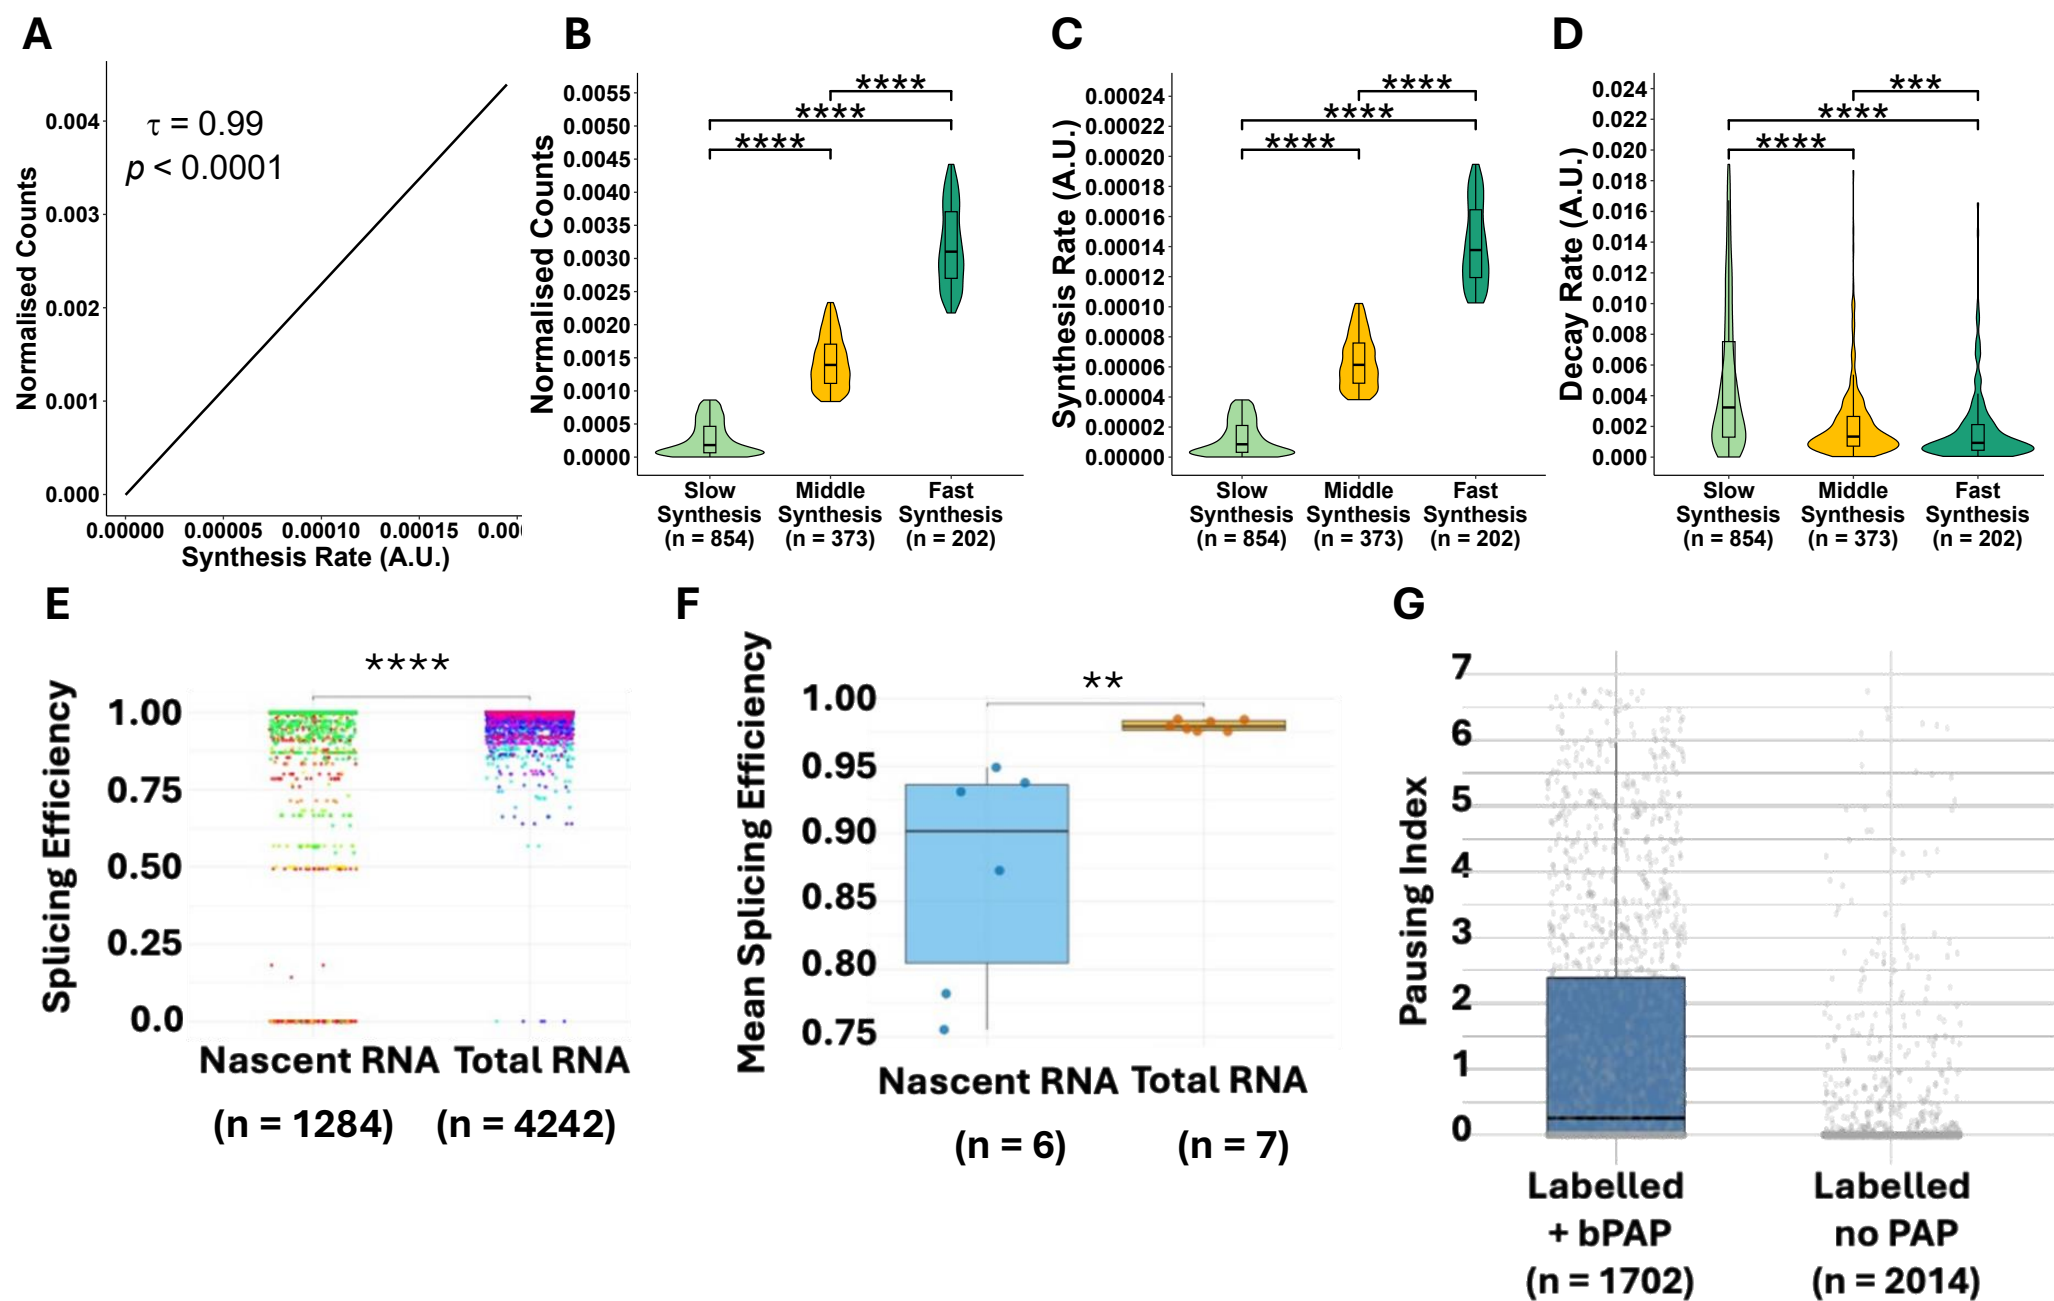 A
Normalised Counts
0.004
0.003
0.002
0.001
0.000
τ = 0.99
p < 0.0001
0.00000 0.00005 0.00010 0.00015 0.00
Synthesis Rate (A.U.)
B
Normalised Counts
0.0055
0.0050
0.0045
0.0040
0.0035
0.0030
0.0025
0.0020
0.0015
0.0010
0.0005
0.0000
****
****
****
Slow Synthesis (n = 854)
Middle Synthesis (n = 373)
Fast Synthesis (n = 202)
C
Synthesis Rate (A.U.)
0.00024
0.00022
0.00020
0.00018
0.00016
0.00014
0.00012
0.00010
0.00008
0.00006
0.00004
0.00002
0.00000
****
****
****
Slow Synthesis (n = 854)
Middle Synthesis (n = 373)
Fast Synthesis (n = 202)
D
Decay Rate (A.U.)
0.024
0.022
0.020
0.018
0.016
0.014
0.012
0.010
0.008
0.006
0.004
0.002
0.000
***
****
****
Slow Synthesis (n = 854)
Middle Synthesis (n = 373)
Fast Synthesis (n = 202)
E
Splicing Efficiency
****
1.00
0.75
0.50
0.25
0.0
Nascent RNA Total RNA
(n = 1284) (n = 4242)
F
Mean Splicing Efficiency
**
1.00
0.95
0.90
0.85
0.80
0.75
Nascent RNA Total RNA
(n = 6) (n = 7)
G
Pausing Index
7
6
5
4
3
2
1
0
Labelled + bPAP (n = 1702)
Labelled no PAP (n = 2014)